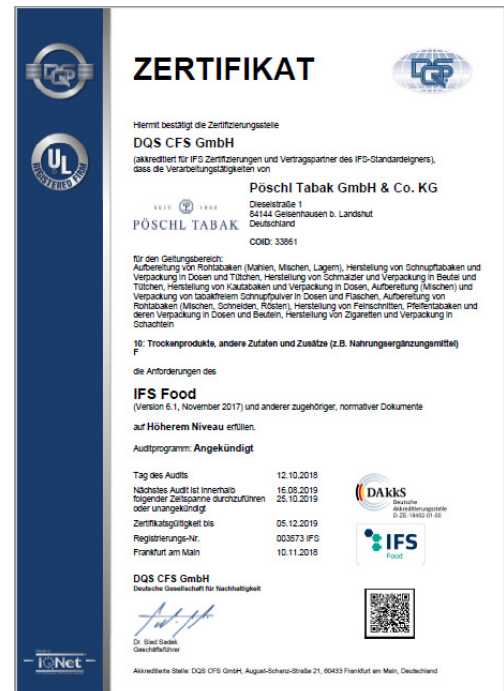 DQS
ZERTIFIKAT
DQS
UL
REGISTERED FIRM
Hiermit bestätigt die Zertifizierungsstelle
DQS CFS GmbH
(akkreditiert für IFS Zertifizierungen und Vertragspartner des IFS-Standardeigners),
dass die Verarbeitungstätigkeiten von
Pöschl Tabak GmbH & Co. KG
SEIT P 1902
PÖSCHL TABAK
Dieselstraße 1
84144 Geisenhausen b. Landshut
Deutschland
COID: 33861
für den Geltungsbereich:
Aufbereitung von Rohtabaken (Mahlen, Mischen, Lagern), Herstellung von Schnupftabaken und
Verpackung in Dosen und Tütchen, Herstellung von Schmalzler und Verpackung in Beutel und
Tütchen, Herstellung von Kautabaken und Verpackung in Dosen, Aufbereitung (Mischen) und
Verpackung von tabakfreiem Schnupfpulver in Dosen und Flaschen, Aufbereitung von
Rohtabaken (Mischen, Schneiden, Rösten), Herstellung von Feinschnitten, Pfeifentabaken und
deren Verpackung in Dosen und Beuteln, Herstellung von Zigaretten und Verpackung in
Schachteln
10: Trockenprodukte, andere Zutaten und Zusätze (z.B. Nahrungsergänzungsmittel)
F
die Anforderungen des
IFS Food
(Version 6.1, November 2017) und anderer zugehöriger, normativer Dokumente
auf Höherem Niveau erfüllen.
Auditprogramm: Angekündigt
Tag des Audits 12.10.2018
Nächstes Audit ist innerhalb 16.08.2019
folgender Zeitspanne durchzuführen 25.10.2019
oder unangekündigt
Zertifikatsgültigkeit bis 05.12.2019
Registrierungs-Nr. 003573 IFS
Frankfurt am Main 10.11.2018
DAkkS
Deutsche
Akkreditierungsstelle
D-ZE-16402-01-00
IFS
Food
DQS CFS GmbH
Deutsche Gesellschaft für Nachhaltigkeit
Dr. Sied Sadek
Geschäftsführer
IQNet
Akkreditierte Stelle: DQS CFS GmbH, August-Schanz-Straße 21, 60433 Frankfurt am Main, Deutschland